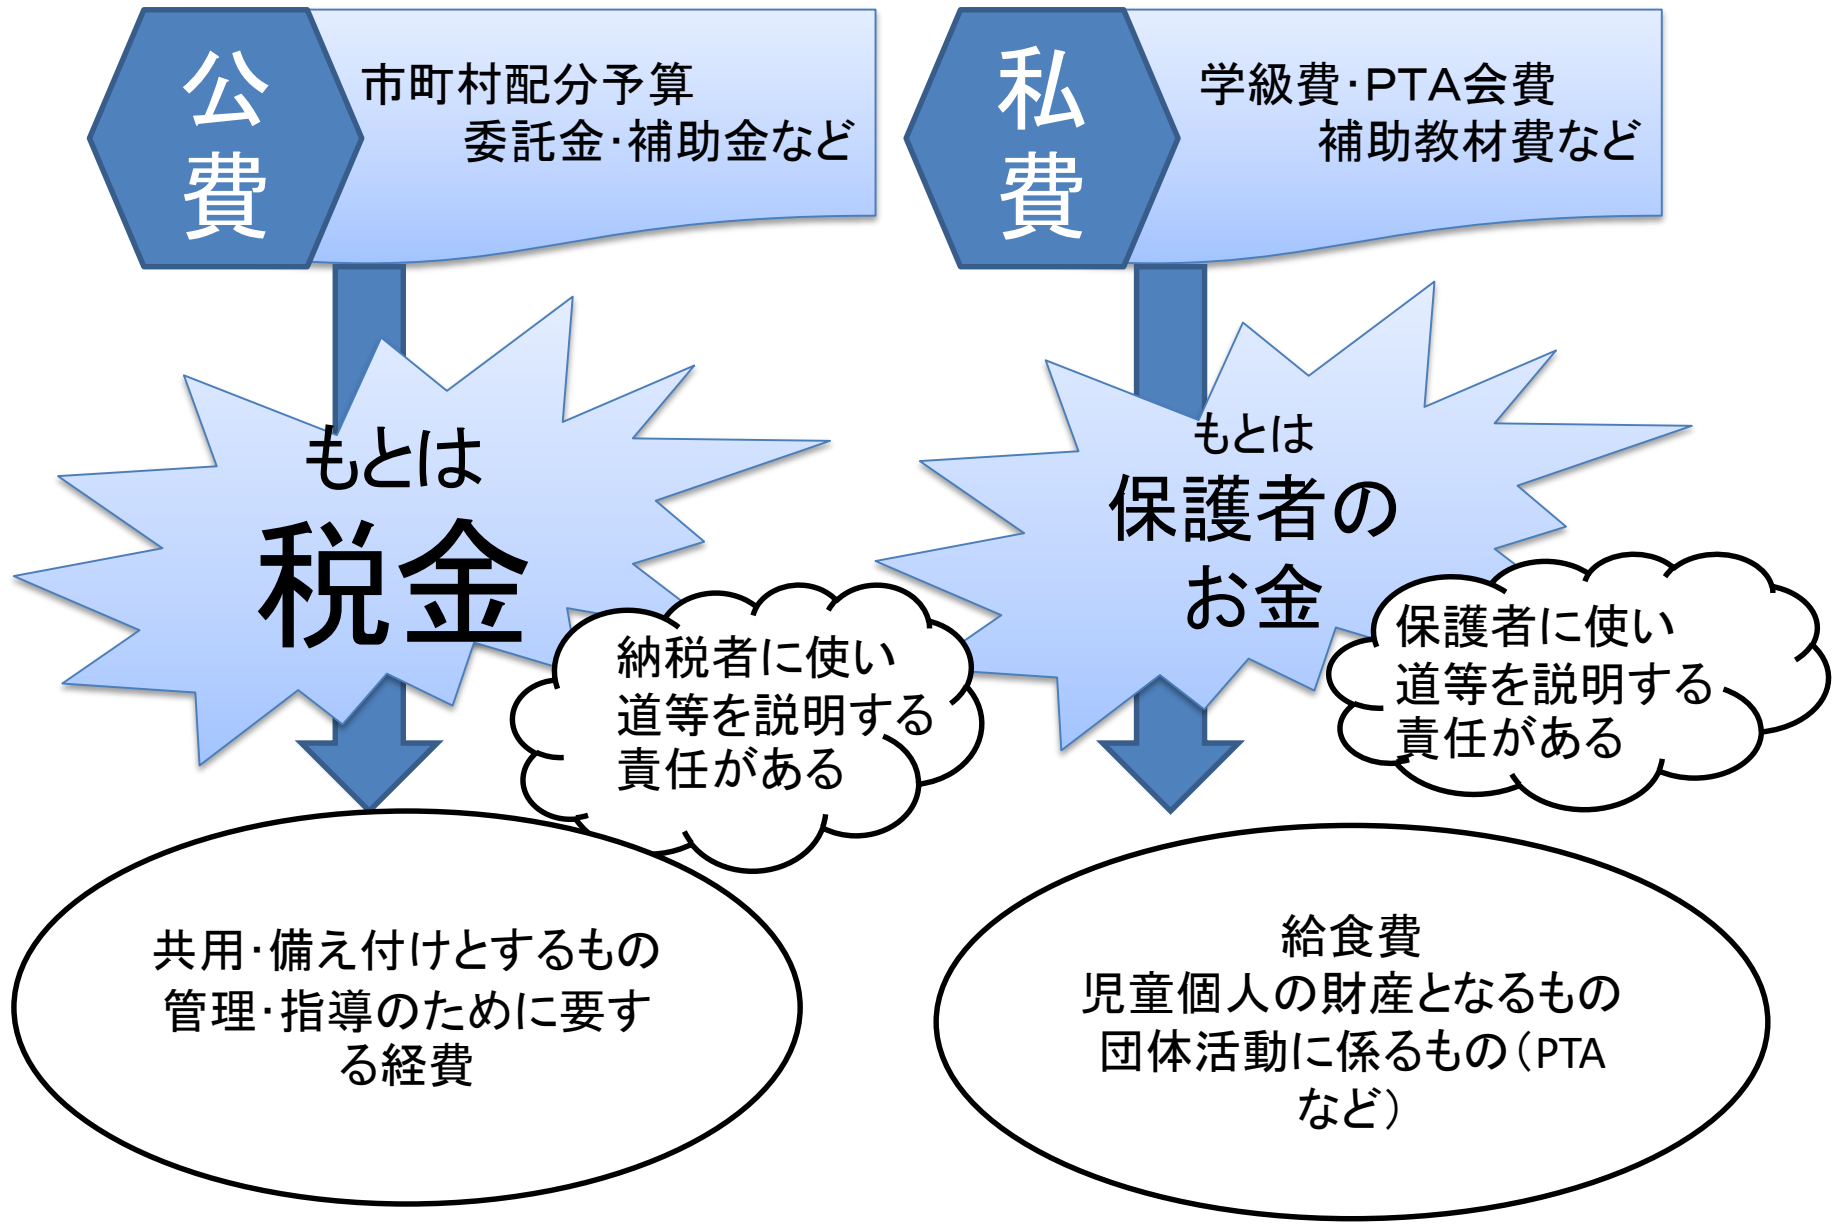 公
費
市町村配分予算
委託金・補助金など
もとは
税金
納税者に使い
道等を説明する
責任がある
共用・備え付けとするもの
管理・指導のために要す
る経費
私
費
学級費・PTA会費
補助教材費など
もとは
保護者の
お金
保護者に使い
道等を説明する
責任がある
給食費
児童個人の財産となるもの
団体活動に係るもの（PTA
など）